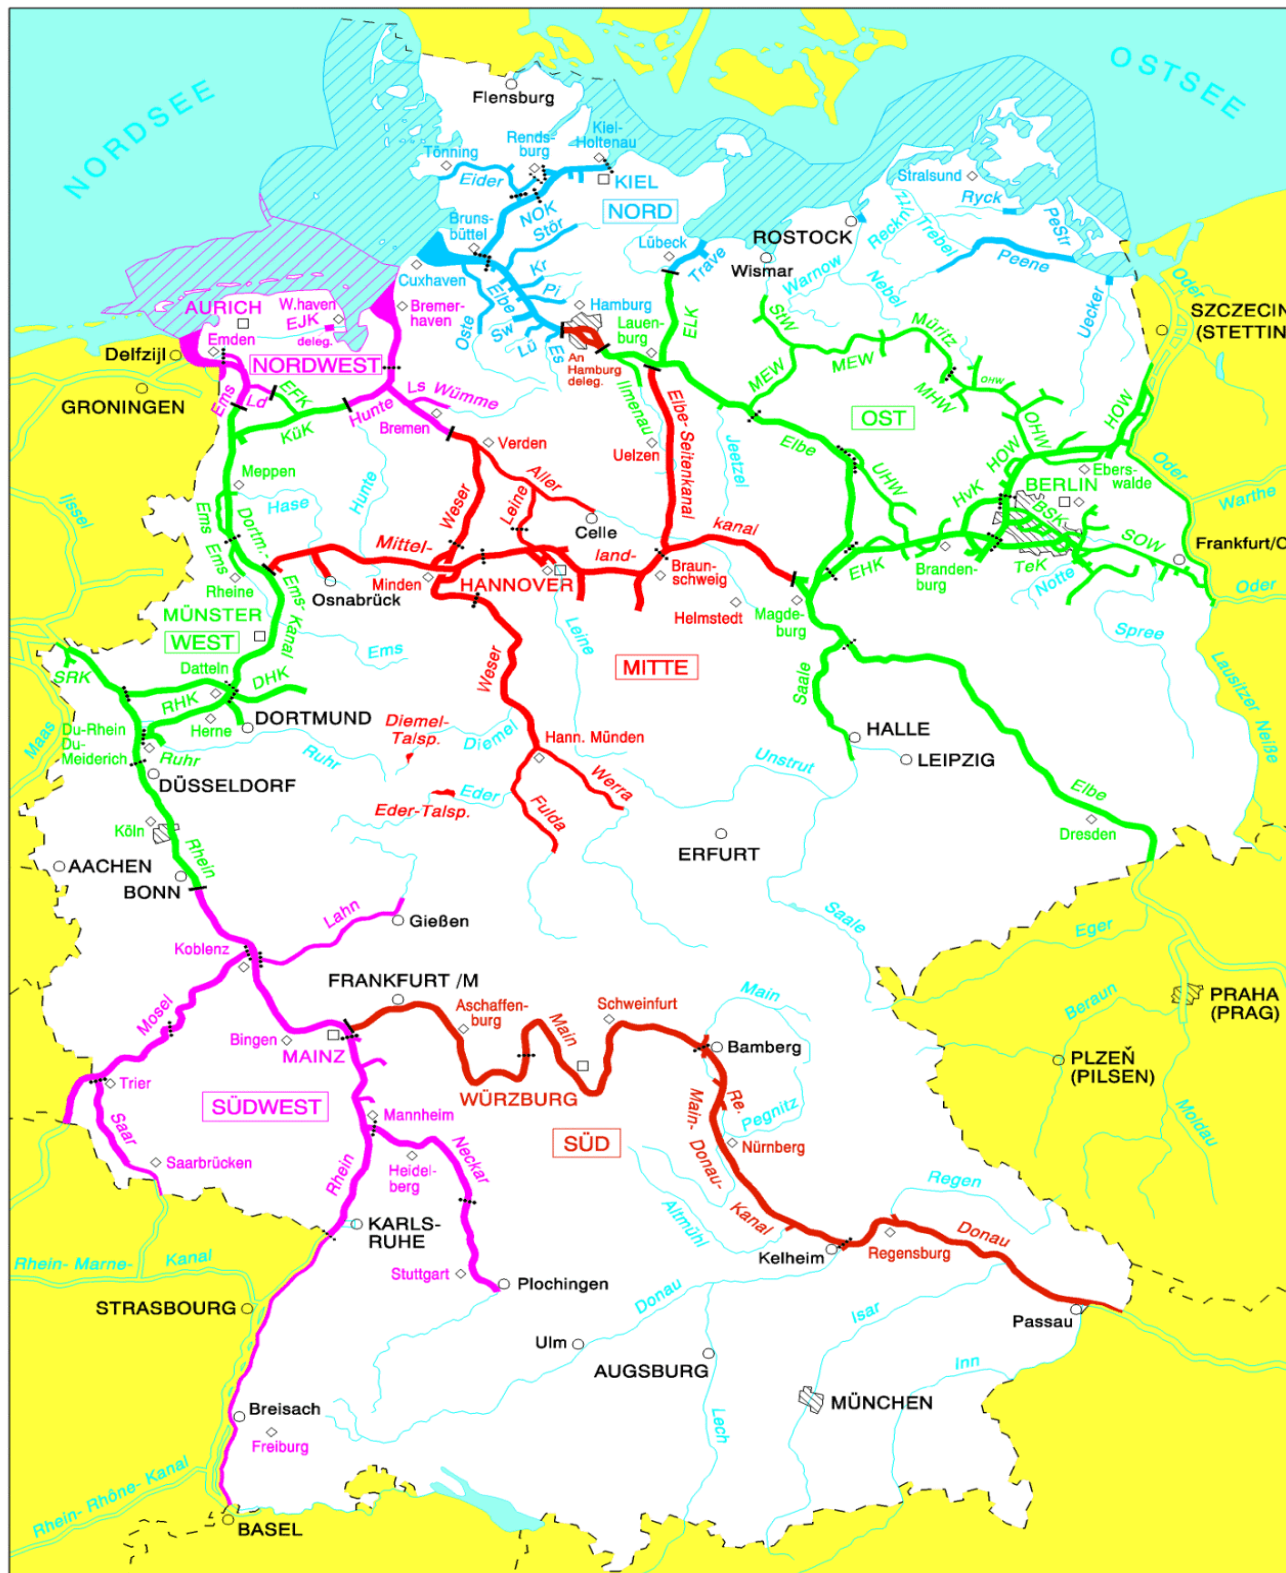 NORDSEE
OSTSEE
Flensburg
Tönning
Eider
Rends-
burg
Kiel-
Holtenau
KIEL
NORD
NOK
Stör
Bruns-
büttel
Cuxhaven
Kr
Pi
Elbe
Oste
Sw
Lü
Es
Hamburg
An
Hamburg
deleg.
Lübeck
Trave
Wismar
ROSTOCK
Warnow
Nebel
Stralsund
Ryck
Trebel
PeStr
Peene
Uecker
Oder
SZCZECIN
(STETTIN
AURICH
W.haven
EJK
deleg.
Emden
Delfzijl
NORDWEST
Bremer-
haven
GRONINGEN
Ems
Ld
EFK
KüK
Hunte
Ls
Wümme
Bremen
Verden
Lauen-
burg
ELK
Ilmenau
Uelzen
Elbe-Seitenkanal
StW
MEW
MEW
Müritz
MHW
OHW
OHW
HOW
HOW
OST
Elbe
Jeetzel
UHW
HvK
BERLIN
Ebers-
walde
BSK
SOW
TeK
Notte
EHK
Branden-
burg
Oder
Warthe
Frankfurt/O
Oder
Spree
Lausitzer
Neiße
Meppen
Hase
Hunte
Ems
Ems
Dortm.-
Ems-
Kanal
Rheine
Ijssel
Aller
Leine
Weser
Celle
Mittel-
land-
kanal
Minden
HANNOVER
Osnabrück
Braun-
schweig
Helmstedt
Magde-
burg
MÜNSTER
WEST
Ems
Leine
MITTE
Weser
Saale
Datteln
SRK
RHK
DHK
Herne
DORTMUND
Du-Rhein
Du-
Meiderich
Ruhr
Ruhr
Maas
DÜSSELDORF
Diemel-
Talsp.
Diemel
Hann. Münden
Werra
Fulda
Eder
Eder-Talsp.
HALLE
LEIPZIG
Unstrut
Elbe
Dresden
ERFURT
Köln
Rhein
AACHEN
BONN
Lahn
Gießen
Koblenz
Saale
Eger
Mosel
FRANKFURT /M
Aschaffen-
burg
Schweinfurt
Main
Main
Bingen
MAINZ
Bamberg
Beraun
PRAHA
(PRAG)
PLZEŇ
(PILSEN)
Moldau
Trier
SÜDWEST
WÜRZBURG
Re.
Pegnitz
Saar
Mannheim
SÜD
Main-
Donau-
Kanal
Nürnberg
Saarbrücken
Heidel-
berg
Neckar
Rhein
Regen
Altmühl
KARLS-
RUHE
Kelheim
Regensburg
Donau
Rhein-
Marne-
Kanal
Stuttgart
Plochingen
Donau
Isar
STRASBOURG
Passau
Ulm
AUGSBURG
Inn
Breisach
Freiburg
Lech
MÜNCHEN
Rhein-
Rhône-
Kanal
BASEL